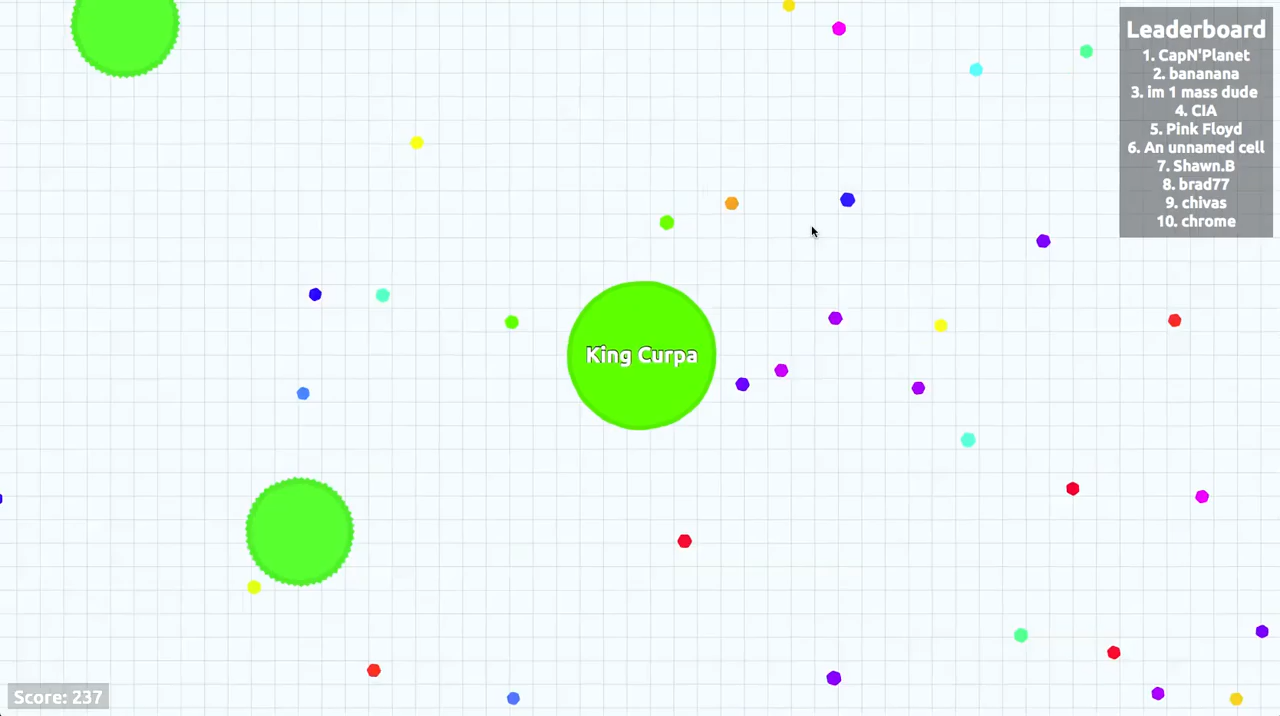 Leaderboard
1. CapN'Planet
2. bananana
3. im 1 mass dude
4. CIA
5. Pink Floyd
6. An unnamed cell
7. Shawn.B
8. brad77
9. chivas
10. chrome
King Curpa
Score: 237